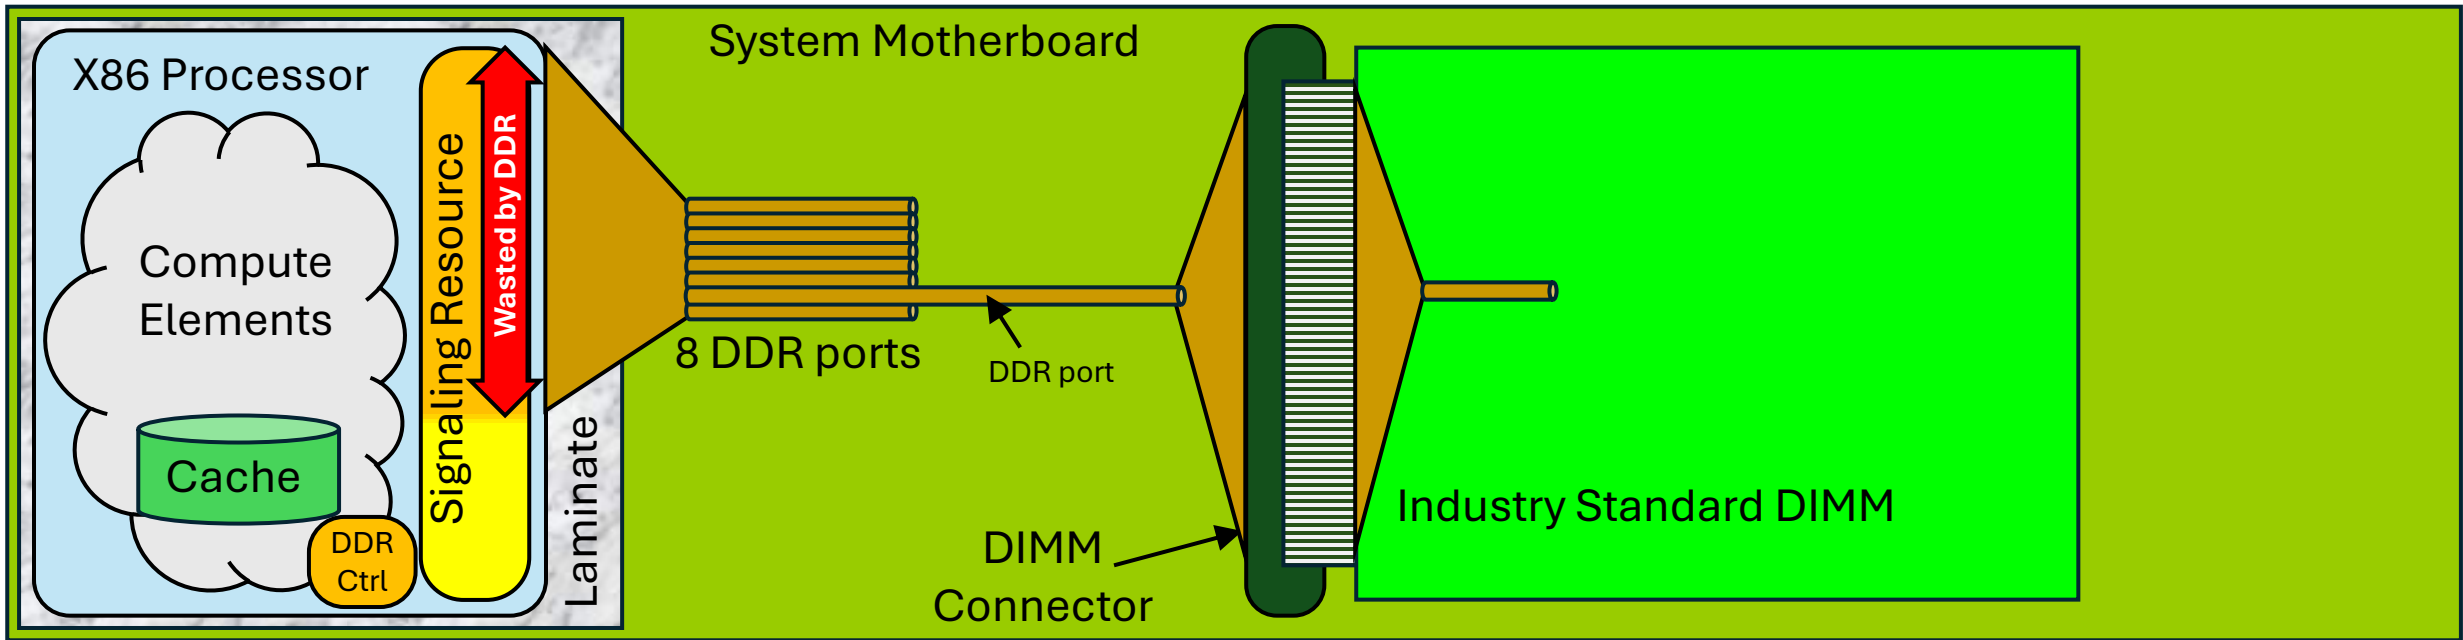 System Motherboard
X86 Processor
Signaling Resource
Wasted by DDR
Compute
Elements
Cache
DDR
Ctrl
Laminate
8 DDR ports
DDR port
DIMM
Connector
Industry Standard DIMM